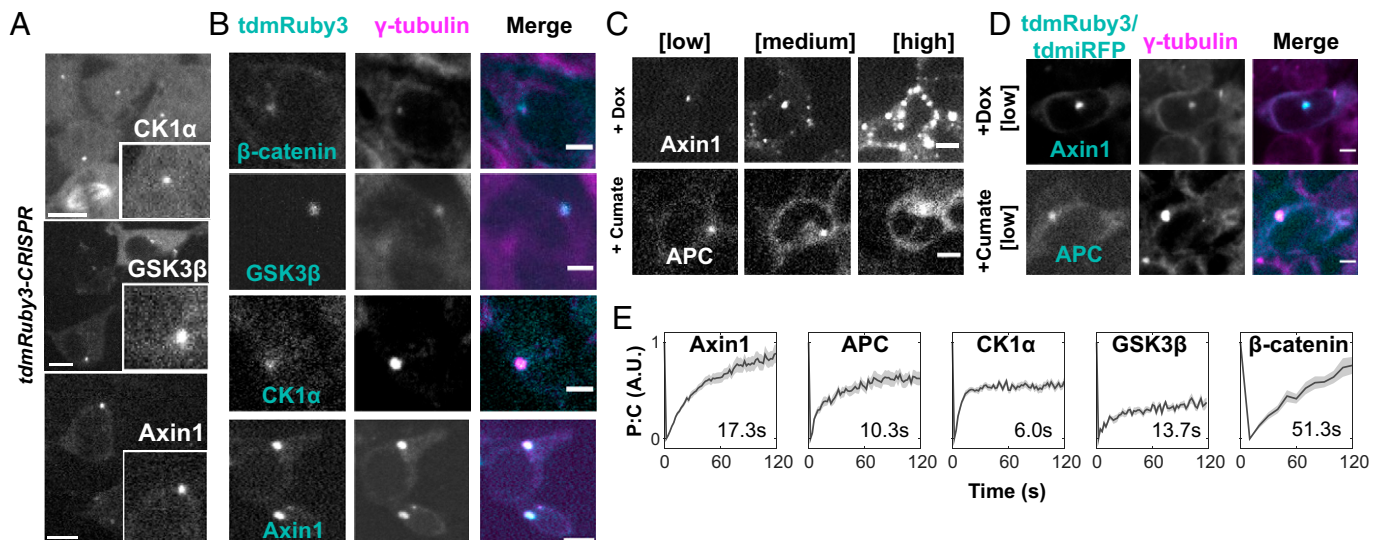 A
tdmRuby3-CRISPR
CK1α
GSK3β
Axin1
B
tdmRuby3 γ-tubulin Merge
β-catenin
GSK3β
CK1α
Axin1
C
[low] [medium] [high]
+ Dox
Axin1
+ Cumate
APC
D
tdmRuby3/
tdmiRFP γ-tubulin Merge
+Dox
[low]
Axin1
+Cumate
[low]
APC
E
P:C (A.U.)
1
0
Axin1
17.3s
0 60 120
APC
10.3s
0 60 120
CK1α
6.0s
0 60 120
GSK3β
13.7s
0 60 120
β-catenin
51.3s
0 60 120
Time (s)